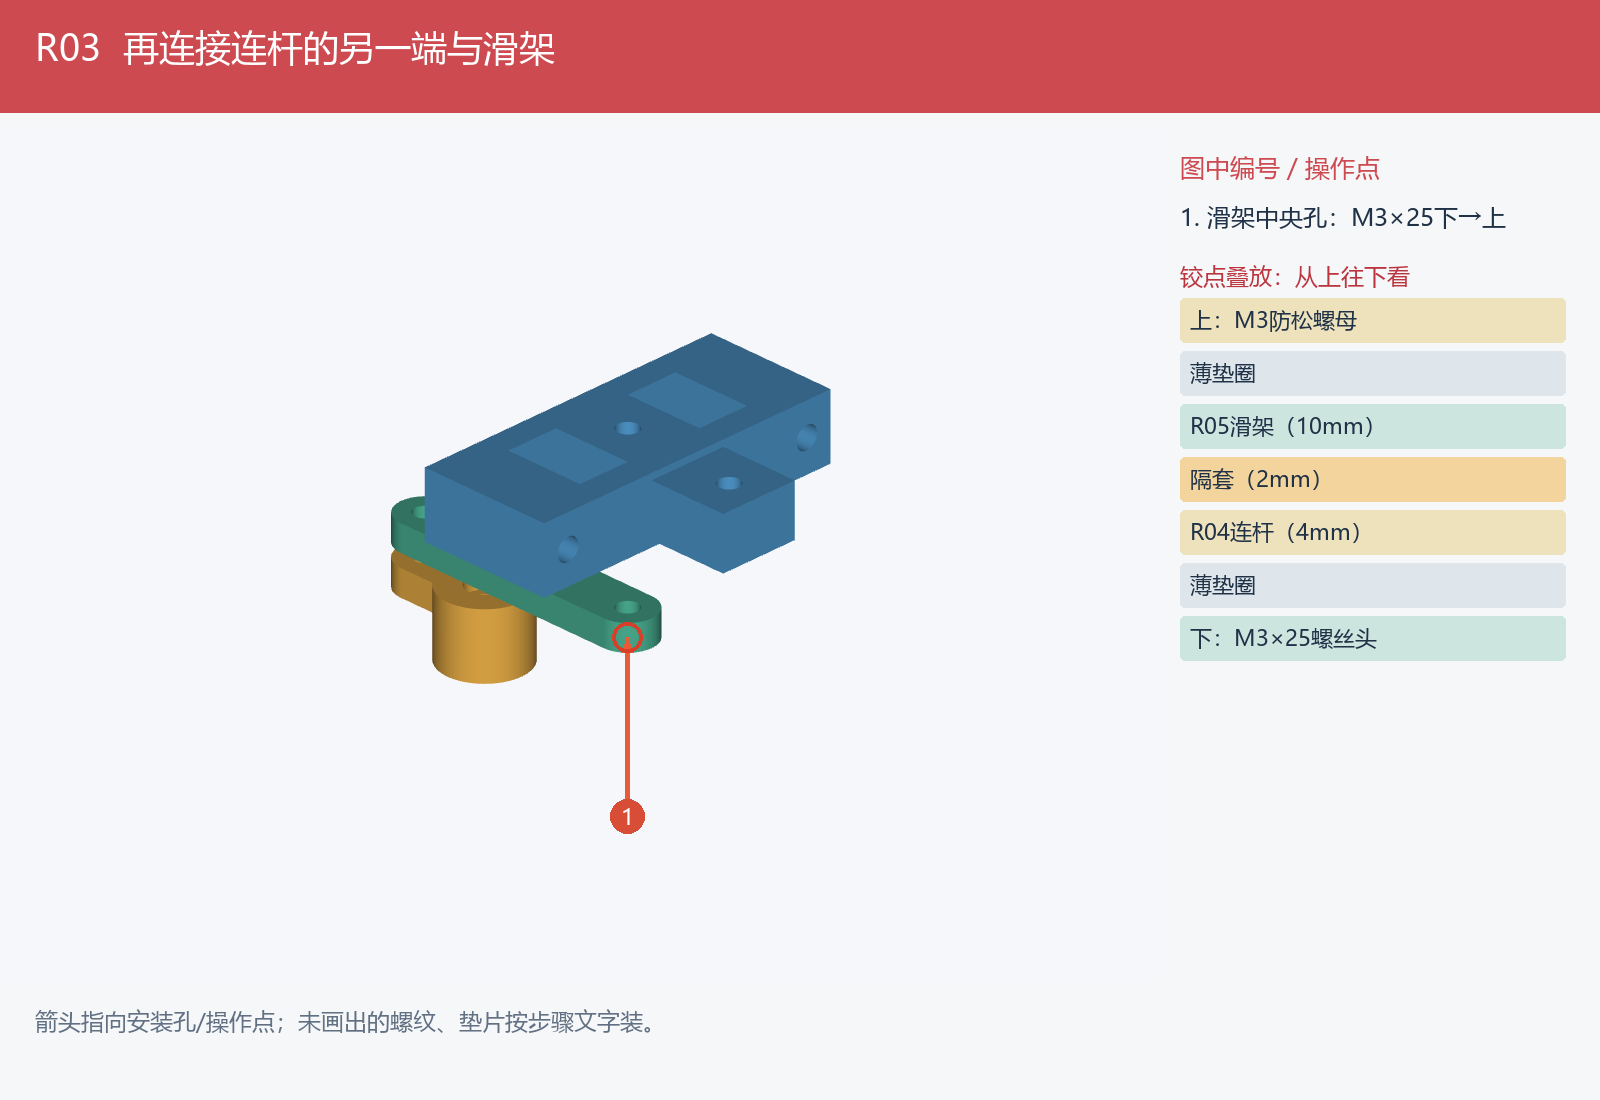 R03 再连接连杆的另一端与滑架
图中编号 / 操作点
1. 滑架中央孔：M3×25下→上
铰点叠放：从上往下看
上：M3防松螺母
薄垫圈
R05滑架（10mm）
隔套（2mm）
R04连杆（4mm）
薄垫圈
下：M3×25螺丝头
1
箭头指向安装孔/操作点；未画出的螺纹、垫片按步骤文字装。